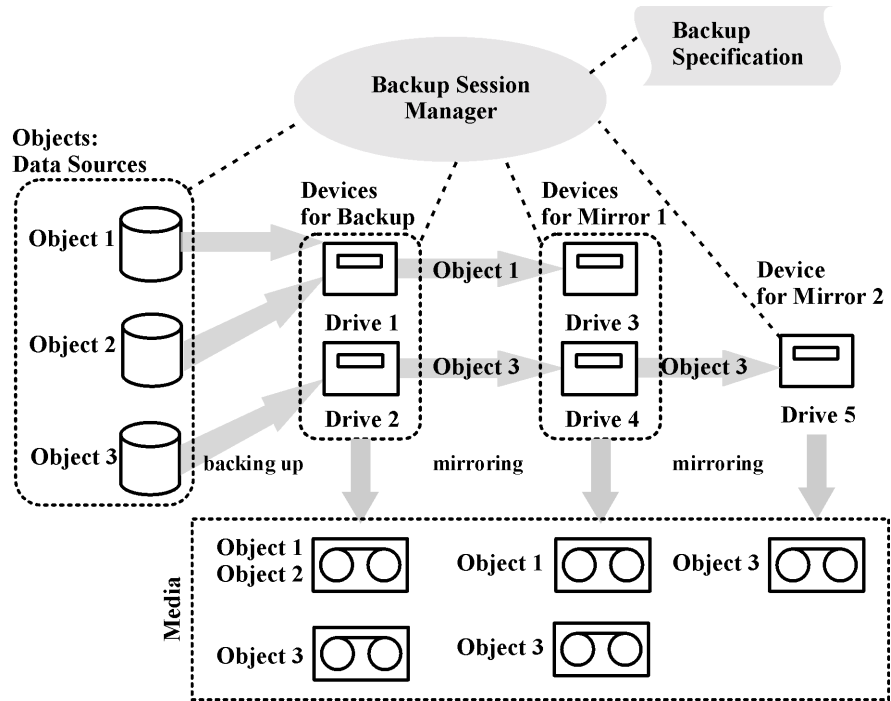 Backup
Specification
Backup Session
Manager
Objects:
Data Sources
Devices
for Backup
Devices
for Mirror 1
Device
for Mirror 2
Object 1
Object 2
Object 3
Drive 1
Drive 2
Object 1
Object 3
Drive 3
Drive 4
Object 3
Drive 5
backing up
mirroring
mirroring
Media
Object 1
Object 2
Object 3
Object 1
Object 3
Object 3